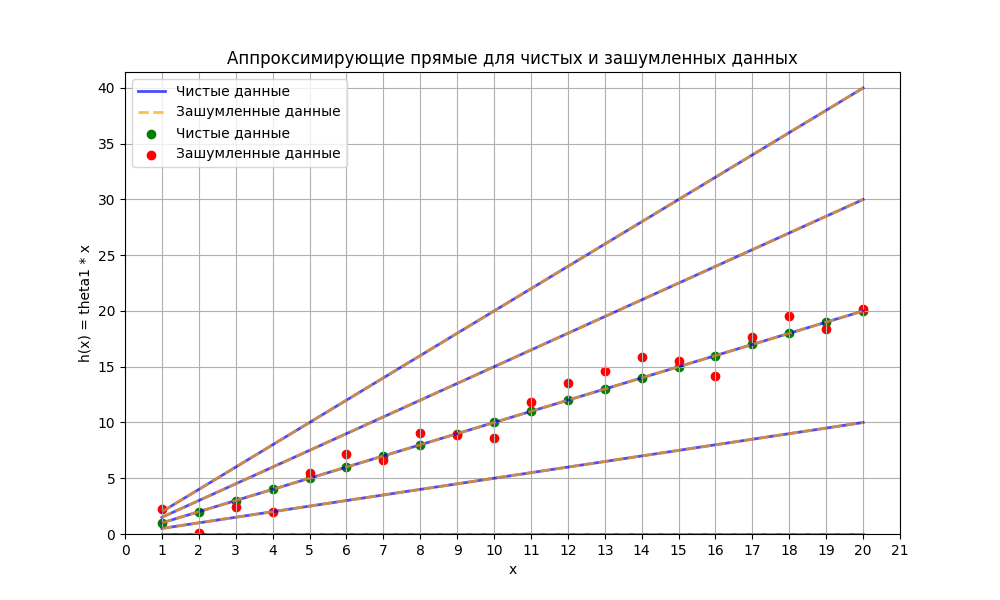 Аппроксимирующие прямые для чистых и зашумленных данных
Чистые данные
Зашумленные данные
Чистые данные
Зашумленные данные
h(x) = theta1 * x
40
35
30
25
20
15
10
5
0
0 1 2 3 4 5 6 7 8 9 10 11 12 13 14 15 16 17 18 19 20 21
x